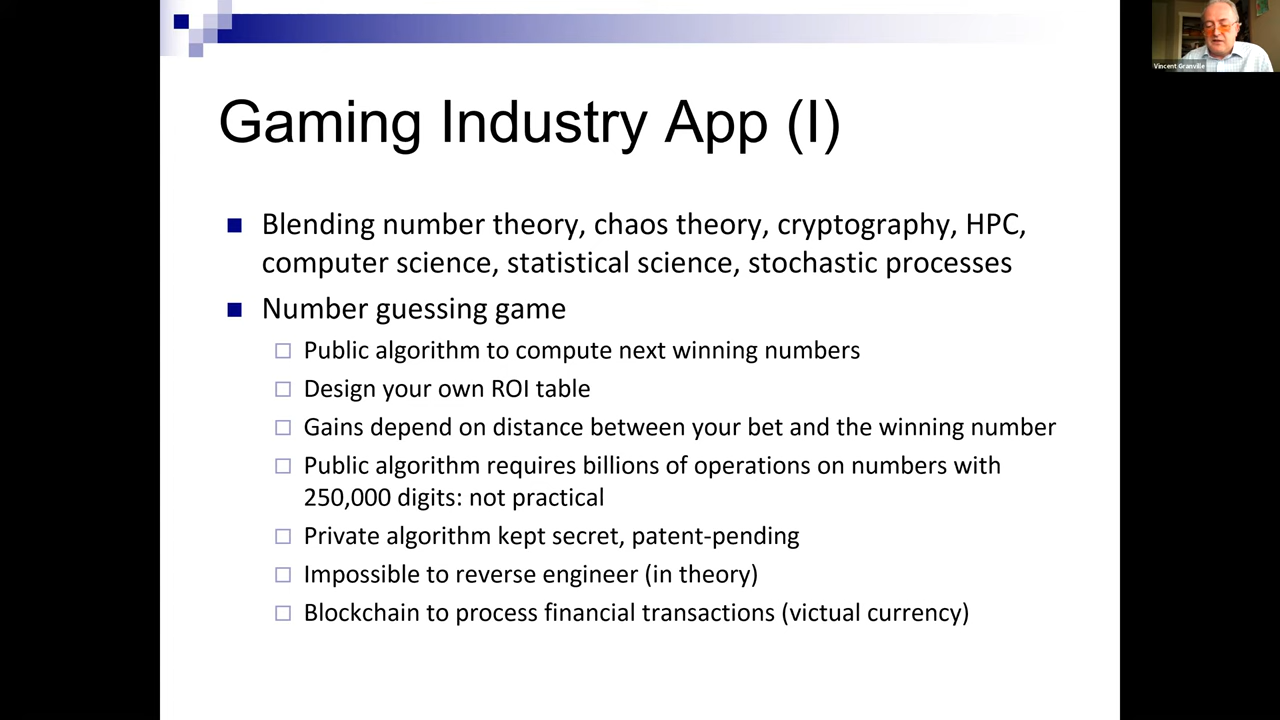 Gaming Industry App (I)
Blending number theory, chaos theory, cryptography, HPC,
computer science, statistical science, stochastic processes
Number guessing game
Public algorithm to compute next winning numbers
Design your own ROI table
Gains depend on distance between your bet and the winning number
Public algorithm requires billions of operations on numbers with
250,000 digits: not practical
Private algorithm kept secret, patent-pending
Impossible to reverse engineer (in theory)
Blockchain to process financial transactions (victual currency)
Vincent Granville